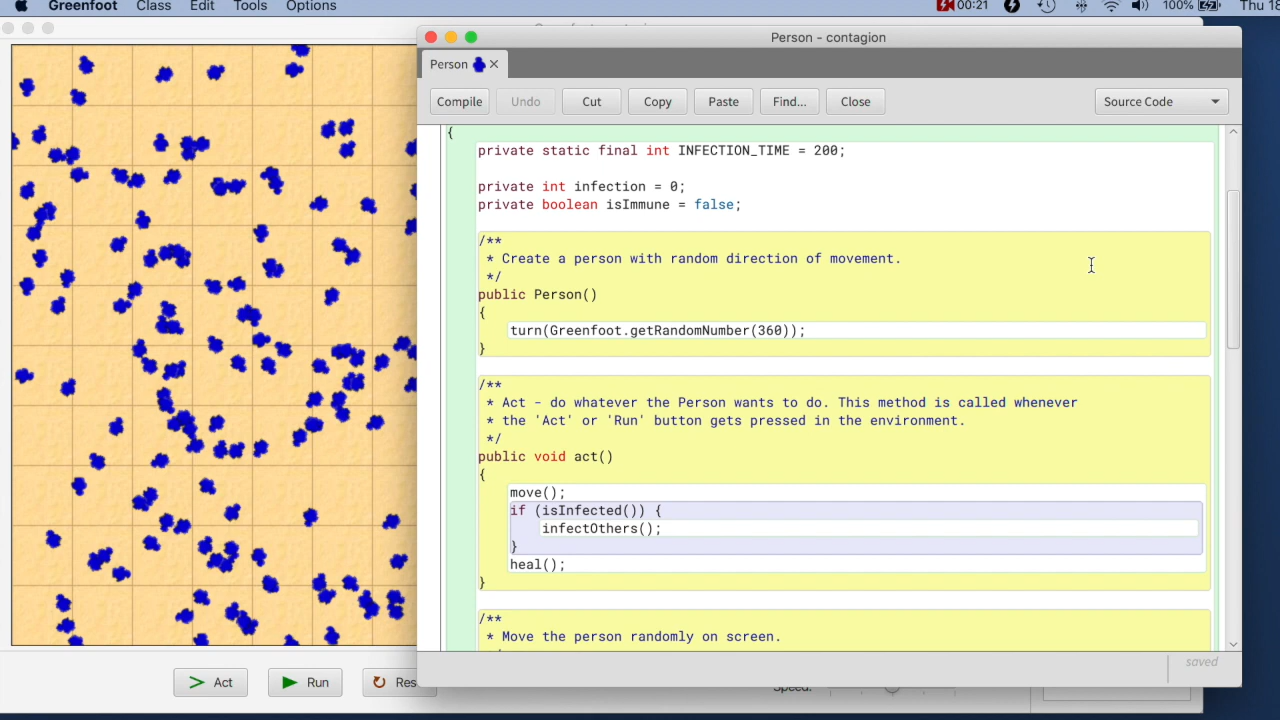 Greenfoot Class Edit Tools Options 00:21 100% Thu 18
Person - contagion
Person
Compile Undo Cut Copy Paste Find... Close Source Code
{
private static final int INFECTION_TIME = 200;
private int infection = 0;
private boolean isImmune = false;
/**
* Create a person with random direction of movement.
*/
public Person()
{
turn(Greenfoot.getRandomNumber(360));
}
/**
* Act - do whatever the Person wants to do. This method is called whenever
* the 'Act' or 'Run' button gets pressed in the environment.
*/
public void act()
{
move();
if (isInfected()) {
infectOthers();
}
heal();
}
/**
* Move the person randomly on screen.
saved
Act Run Res
Speed: